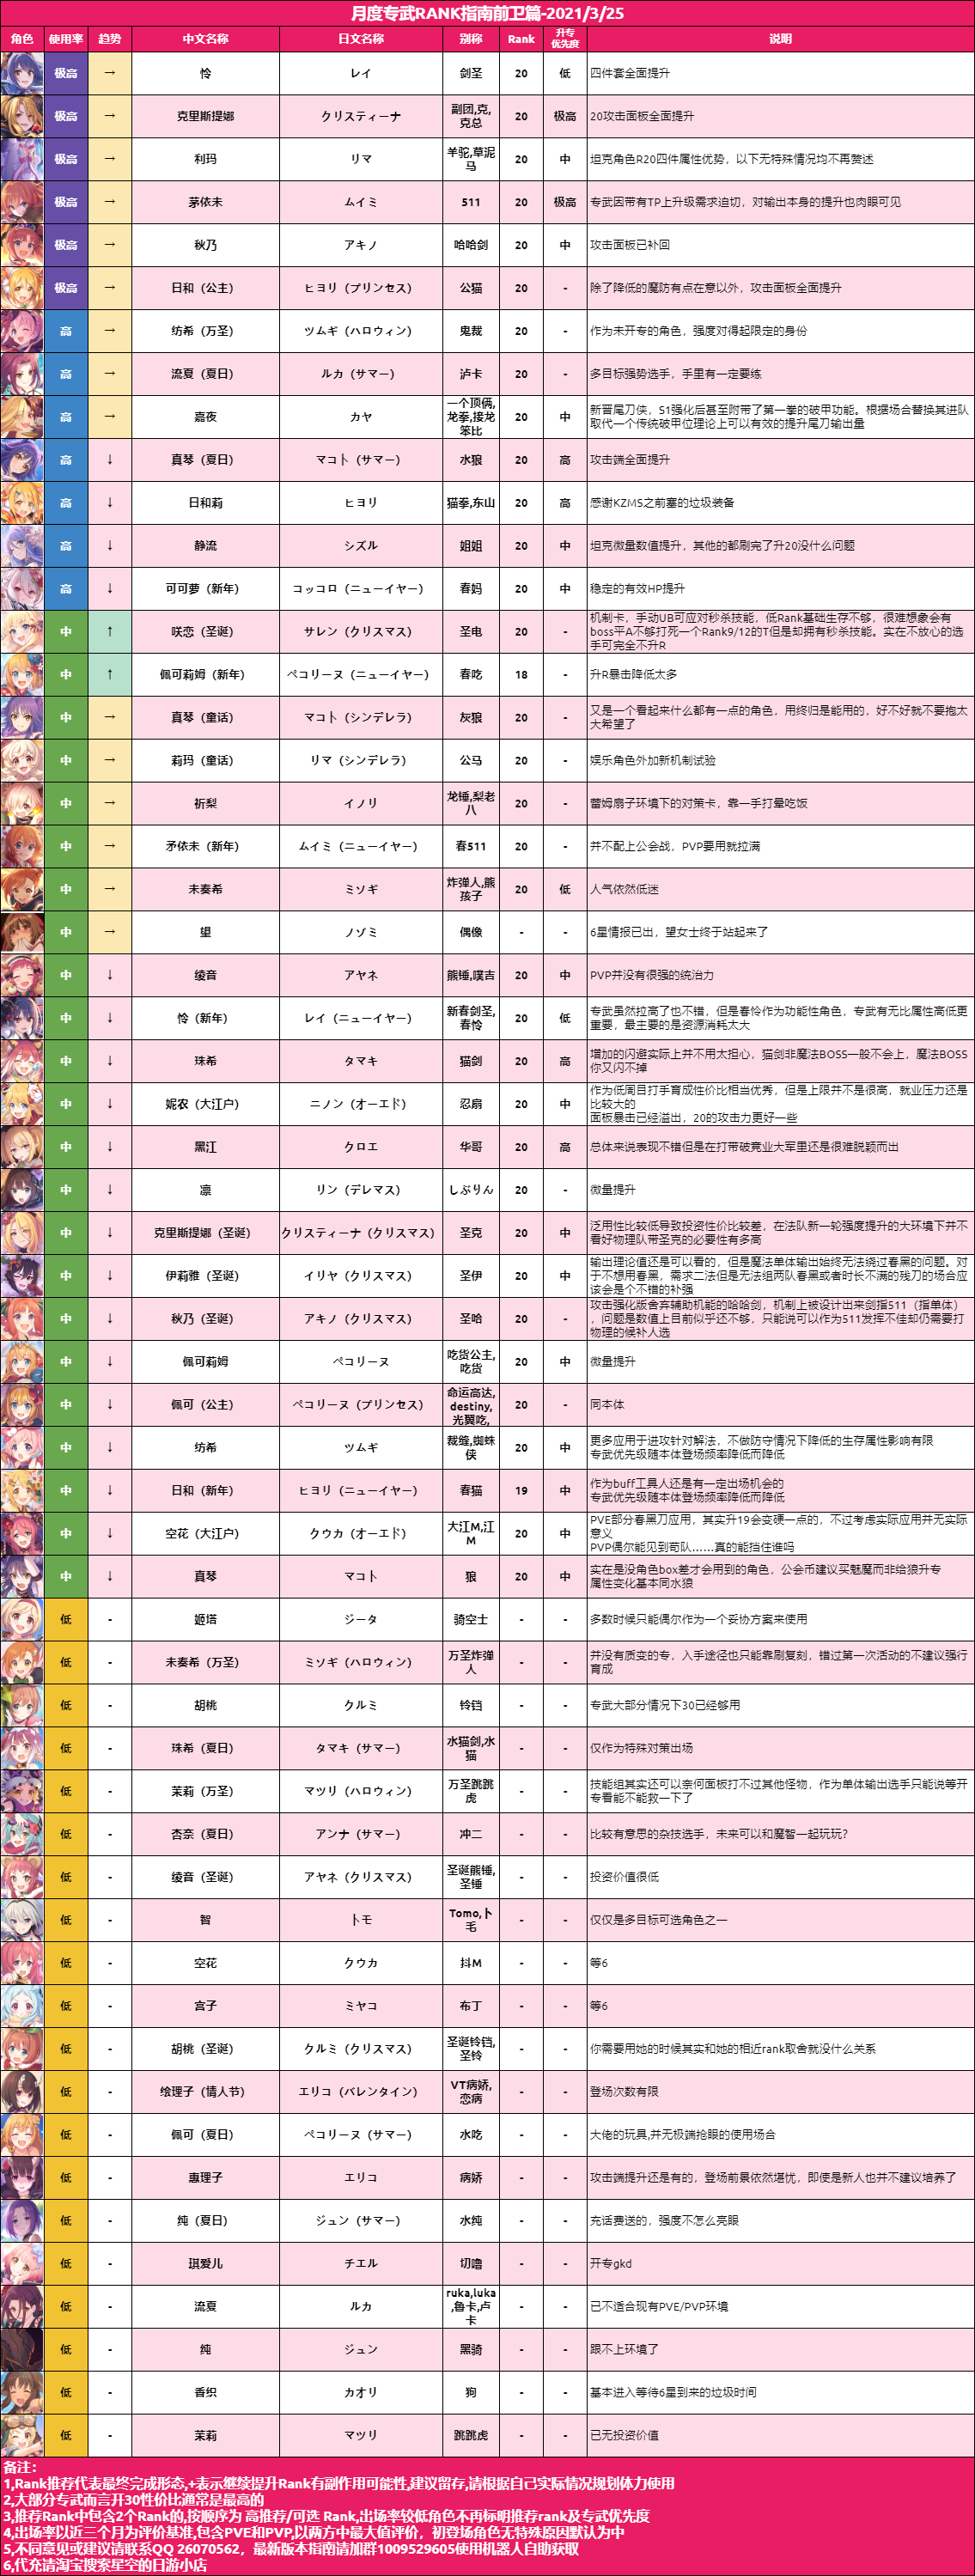 月度专武RANK指南前卫篇-2021/3/25
角色 使用率 趋势 中文名称 日文名称 别称 Rank 升专优先度 说明
极高 → 怜 レイ 剑圣 20 低 四件套全面提升
极高 → 克里斯提娜 クリスティーナ 副团,克,克总 20 极高 20攻击面板全面提升
极高 → 利玛 リマ 羊驼,草泥马 20 中 坦克角色R20四件属性优势，以下无特殊情况均不再赘述
极高 → 茅依未 ムイミ 511 20 极高 专武因带有TP上升级需求迫切，对输出本身的提升也肉眼可见
极高 → 秋乃 アキノ 哈哈剑 20 中 攻击面板已补回
极高 → 日和（公主） ヒヨリ（プリンセス） 公猫 20 - 除了降低的魔防有点在意以外，攻击面板全面提升
高 → 纺希（万圣） ツムギ（ハロウィン） 鬼裁 20 - 作为未开专的角色，强度对得起限定的身份
高 → 流夏（夏日） ルカ（サマー） 泸卡 20 - 多目标强势选手，手里有一定要练
高 → 嘉夜 カヤ 一个顶俩,龙拳,接龙笨比 20 中 新晋尾刀侠，S1强化后甚至附带了第一拳的破甲功能。根据场合替换其进队取代一个传统破甲位理论上可以有效的提升尾刀输出量
高 ↓ 真琴（夏日） マコト（サマー） 水狼 20 高 攻击端全面提升
高 ↓ 日和莉 ヒヨリ 猫拳,东山 20 高 感谢KZMS之前塞的垃圾装备
高 ↓ 静流 シズル 姐姐 20 中 坦克微量数值提升，其他的都刷完了升20没什么问题
高 ↓ 可可萝（新年） コッコロ（ニューイヤー） 春妈 20 中 稳定的有效HP提升
中 ↑ 咲恋（圣诞） サレン（クリスマス） 圣电 20 - 机制卡，手动UB可应对秒杀技能，低Rank基础生存不够，很难想象会有boss平A不够打死一个Rank9/12的T但是却拥有秒杀技能。实在不放心的选手可完全不升R
中 ↑ 佩可莉姆（新年） ペコリーヌ（ニューイヤー） 春吃 18 - 升R暴击降低太多
中 → 真琴（童话） マコト（シンデレラ） 灰狼 20 - 又是一个看起来什么都有一点的角色，用终归是能用的，好不好就不要抱太大希望了
中 → 莉玛（童话） リマ（シンデレラ） 公马 20 - 娱乐角色外加新机制试验
中 → 祈梨 イノリ 龙锤,梨老八 20 - 蕾姆扇子环境下的对策卡，靠一手打晕吃饭
中 → 矛依未（新年） ムイミ（ニューイヤー） 春511 20 - 并不配上公会战，PVP要用就拉满
中 → 未奏希 ミソギ 炸弹人,熊孩子 20 低 人气依然低迷
中 → 望 ノゾミ 偶像 - - 6星情报已出，望女士终于站起来了
中 ↓ 绫音 アヤネ 熊锤,噗吉 20 中 PVP并没有很强的统治力
中 ↓ 怜（新年） レイ（ニューイヤー） 新春剑圣,春怜 20 低 专武虽然拉高了也不错，但是春怜作为功能性角色，专武有无比属性高低更重要，最主要的是资源消耗太大
中 ↓ 珠希 タマキ 猫剑 20 高 增加的闪避实际上并不用太担心，猫剑非魔法BOSS一般不会上，魔法BOSS你又闪不掉
中 ↓ 妮农（大江户） ニノン（オーエド） 忍扇 20 中 作为低周目打手育成性价比相当优秀，但是上限并不是很高，就业压力还是比较大的
面板暴击已经溢出，20的攻击力更好一些
中 ↓ 黑江 クロエ 华哥 20 高 总体来说表现不错但是在打带破竞业大军里还是很难脱颖而出
中 ↓ 凛 リン（デレマス） しぶりん 20 - 微量提升
中 ↓ 克里斯提娜（圣诞） クリスティーナ（クリスマス） 圣克 20 中 泛用性比较低导致投资性价比较差，在法队新一轮强度提升的大环境下并不看好物理队带圣克的必要性有多高
中 ↓ 伊莉雅（圣诞） イリヤ（クリスマス） 圣伊 20 中 输出理论值还是可以看的，但是魔法单体输出始终无法绕过春黑的问题。对于不想用春黑，需求二法但是无法组两队春黑或者时长不满的残刀的场合应该会是个不错的补强
中 ↓ 秋乃（圣诞） アキノ（クリスマス） 圣哈 20 - 攻击强化版舍弃辅助机能的哈哈剑，机制上被设计出来剑指511（指单体），问题是数值上目前似乎还不够，只能说可以作为511发挥不佳却仍需要打物理的候补人选
中 ↓ 佩可莉姆 ペコリーヌ 吃货公主,吃货 20 中 微量提升
中 ↓ 佩可（公主） ペコリーヌ（プリンセス） 命运高达,destiny,光翼吃, 20 - 同本体
中 ↓ 纺希 ツムギ 裁缝,蜘蛛侠 20 中 更多应用于进攻针对解法，不做防守情况下降低的生存属性影响有限
专武优先级随本体登场频率降低而降低
中 ↓ 日和（新年） ヒヨリ（ニューイヤー） 春猫 19 中 作为buff工具人还是有一定出场机会的
专武优先级随本体登场频率降低而降低
中 ↓ 空花（大江户） クウカ（オーエド） 大江M,江M 20 中 PVE部分春黑刀应用，其实升19会变硬一点的，不过考虑实际应用并无实际意义
PVP偶尔能见到苟队……真的能挡住谁吗
中 ↓ 真琴 マコト 狼 20 中 实在是没角色box差才会用到的角色，公会币建议买魅魔而非给狼升专
属性变化基本同水狼
低 - 姬塔 ジータ 骑空士 - - 多数时候只能偶尔作为一个妥协方案来使用
低 - 未奏希（万圣） ミソギ（ハロウィン） 万圣炸弹人 - - 并没有质变的专，入手途径也只能靠刷复刻，错过第一次活动的不建议强行育成
低 - 胡桃 クルミ 铃铛 - - 专武大部分情况下30已经够用
低 - 珠希（夏日） タマキ（サマー） 水猫剑,水猫 - - 仅作为特殊对策出场
低 - 茉莉（万圣） マツリ（ハロウィン） 万圣跳跳虎 - - 技能组其实还可以奈何面板打不过其他怪物，作为单体输出选手只能说等开专看能不能救一下了
低 - 杏奈（夏日） アンナ（サマー） 冲二 - - 比较有意思的杂技选手，未来可以和魔智一起玩玩?
低 - 绫音（圣诞） アヤネ（クリスマス） 圣诞熊锤,圣锤 - - 投资价值很低
低 - 智 トモ Tomo,卜毛 - - 仅仅是多目标可选角色之一
低 - 空花 クウカ 抖M - - 等6
低 - 宫子 ミヤコ 布丁 - - 等6
低 - 胡桃（圣诞） クルミ（クリスマス） 圣诞铃铛,圣铃 - - 你需要用她的时候其实和她的相近rank取舍就没什么关系
低 - 绘理子（情人节） エリコ（バレンタイン） VT病娇,恋病 - - 登场次数有限
低 - 佩可（夏日） ペコリーヌ（サマー） 水吃 - - 大佬的玩具,并无极端抢眼的使用场合
低 - 惠理子 エリコ 病娇 - - 攻击端提升还是有的，登场前景依然堪忧，即使是新人也并不建议培养了
低 - 纯（夏日） ジュン（サマー） 水纯 - - 充话费送的，强度不怎么亮眼
低 - 琪爱儿 チエル 切噜 - - 开专gkd
低 - 流夏 ルカ ruka,luka,鲁卡,卢卡 - - 已不适合现有PVE/PVP环境
低 - 纯 ジュン 黑骑 - - 跟不上环境了
低 - 香织 カオリ 狗 - - 基本进入等待6星到来的垃圾时间
低 - 茉莉 マツリ 跳跳虎 - - 已无投资价值
备注：
1,Rank推荐代表最终完成形态,+表示继续提升Rank有副作用可能性,建议留存,请根据自己实际情况规划体力使用
2,大部分专武而言开30性价比通常是最高的
3,推荐Rank中包含2个Rank的,按顺序为 高推荐/可选 Rank,出场率较低角色不再标明推荐rank及专武优先度
4,出场率以近三个月为评价基准,包含PVE和PVP,以两方中最大值评价，初登场角色无特殊原因默认为中
5,不同意见或建议请联系QQ 26070562，最新版本指南请加群1009529605使用机器人自助获取
6,代充请淘宝搜索星空的日游小店